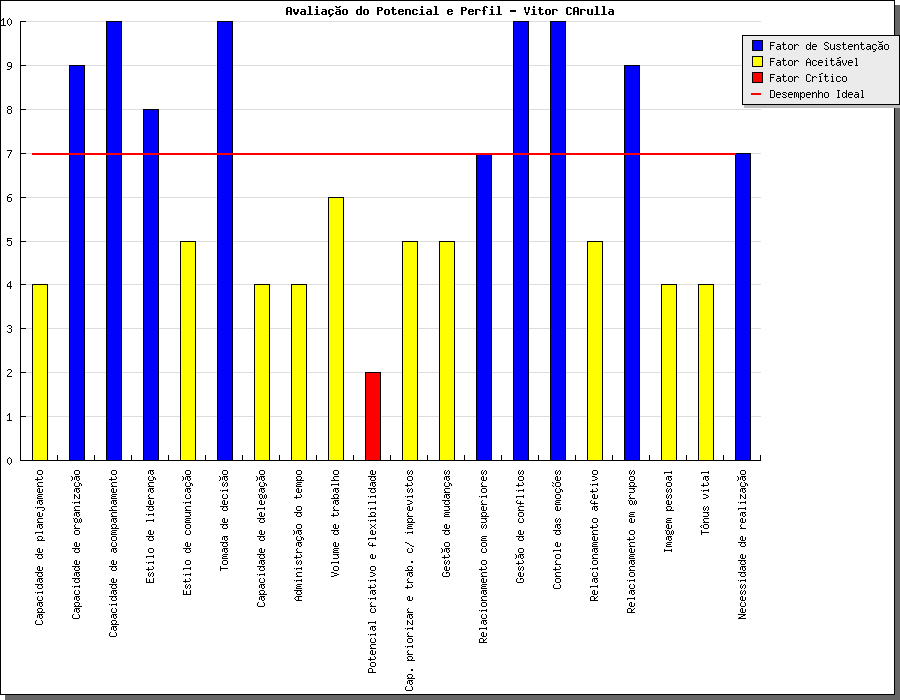 Avaliação do Potencial e Perfil - Vitor CArulla
Fator de Sustentação
Fator Aceitável
Fator Crítico
Desempenho Ideal
10
9
8
7
6
5
4
3
2
1
0
Capacidade de planejamento
Capacidade de organização
Capacidade de acompanhamento
Estilo de liderança
Estilo de comunicação
Tomada de decisão
Capacidade de delegação
Administração do tempo
Volume de trabalho
Potencial criativo e flexibilidade
Cap. priorizar e trab. c/ imprevistos
Gestão de mudanças
Relacionamento com superiores
Gestão de conflitos
Controle das emoções
Relacionamento afetivo
Relacionamento em grupos
Imagem pessoal
Tônus vital
Necessidade de realização